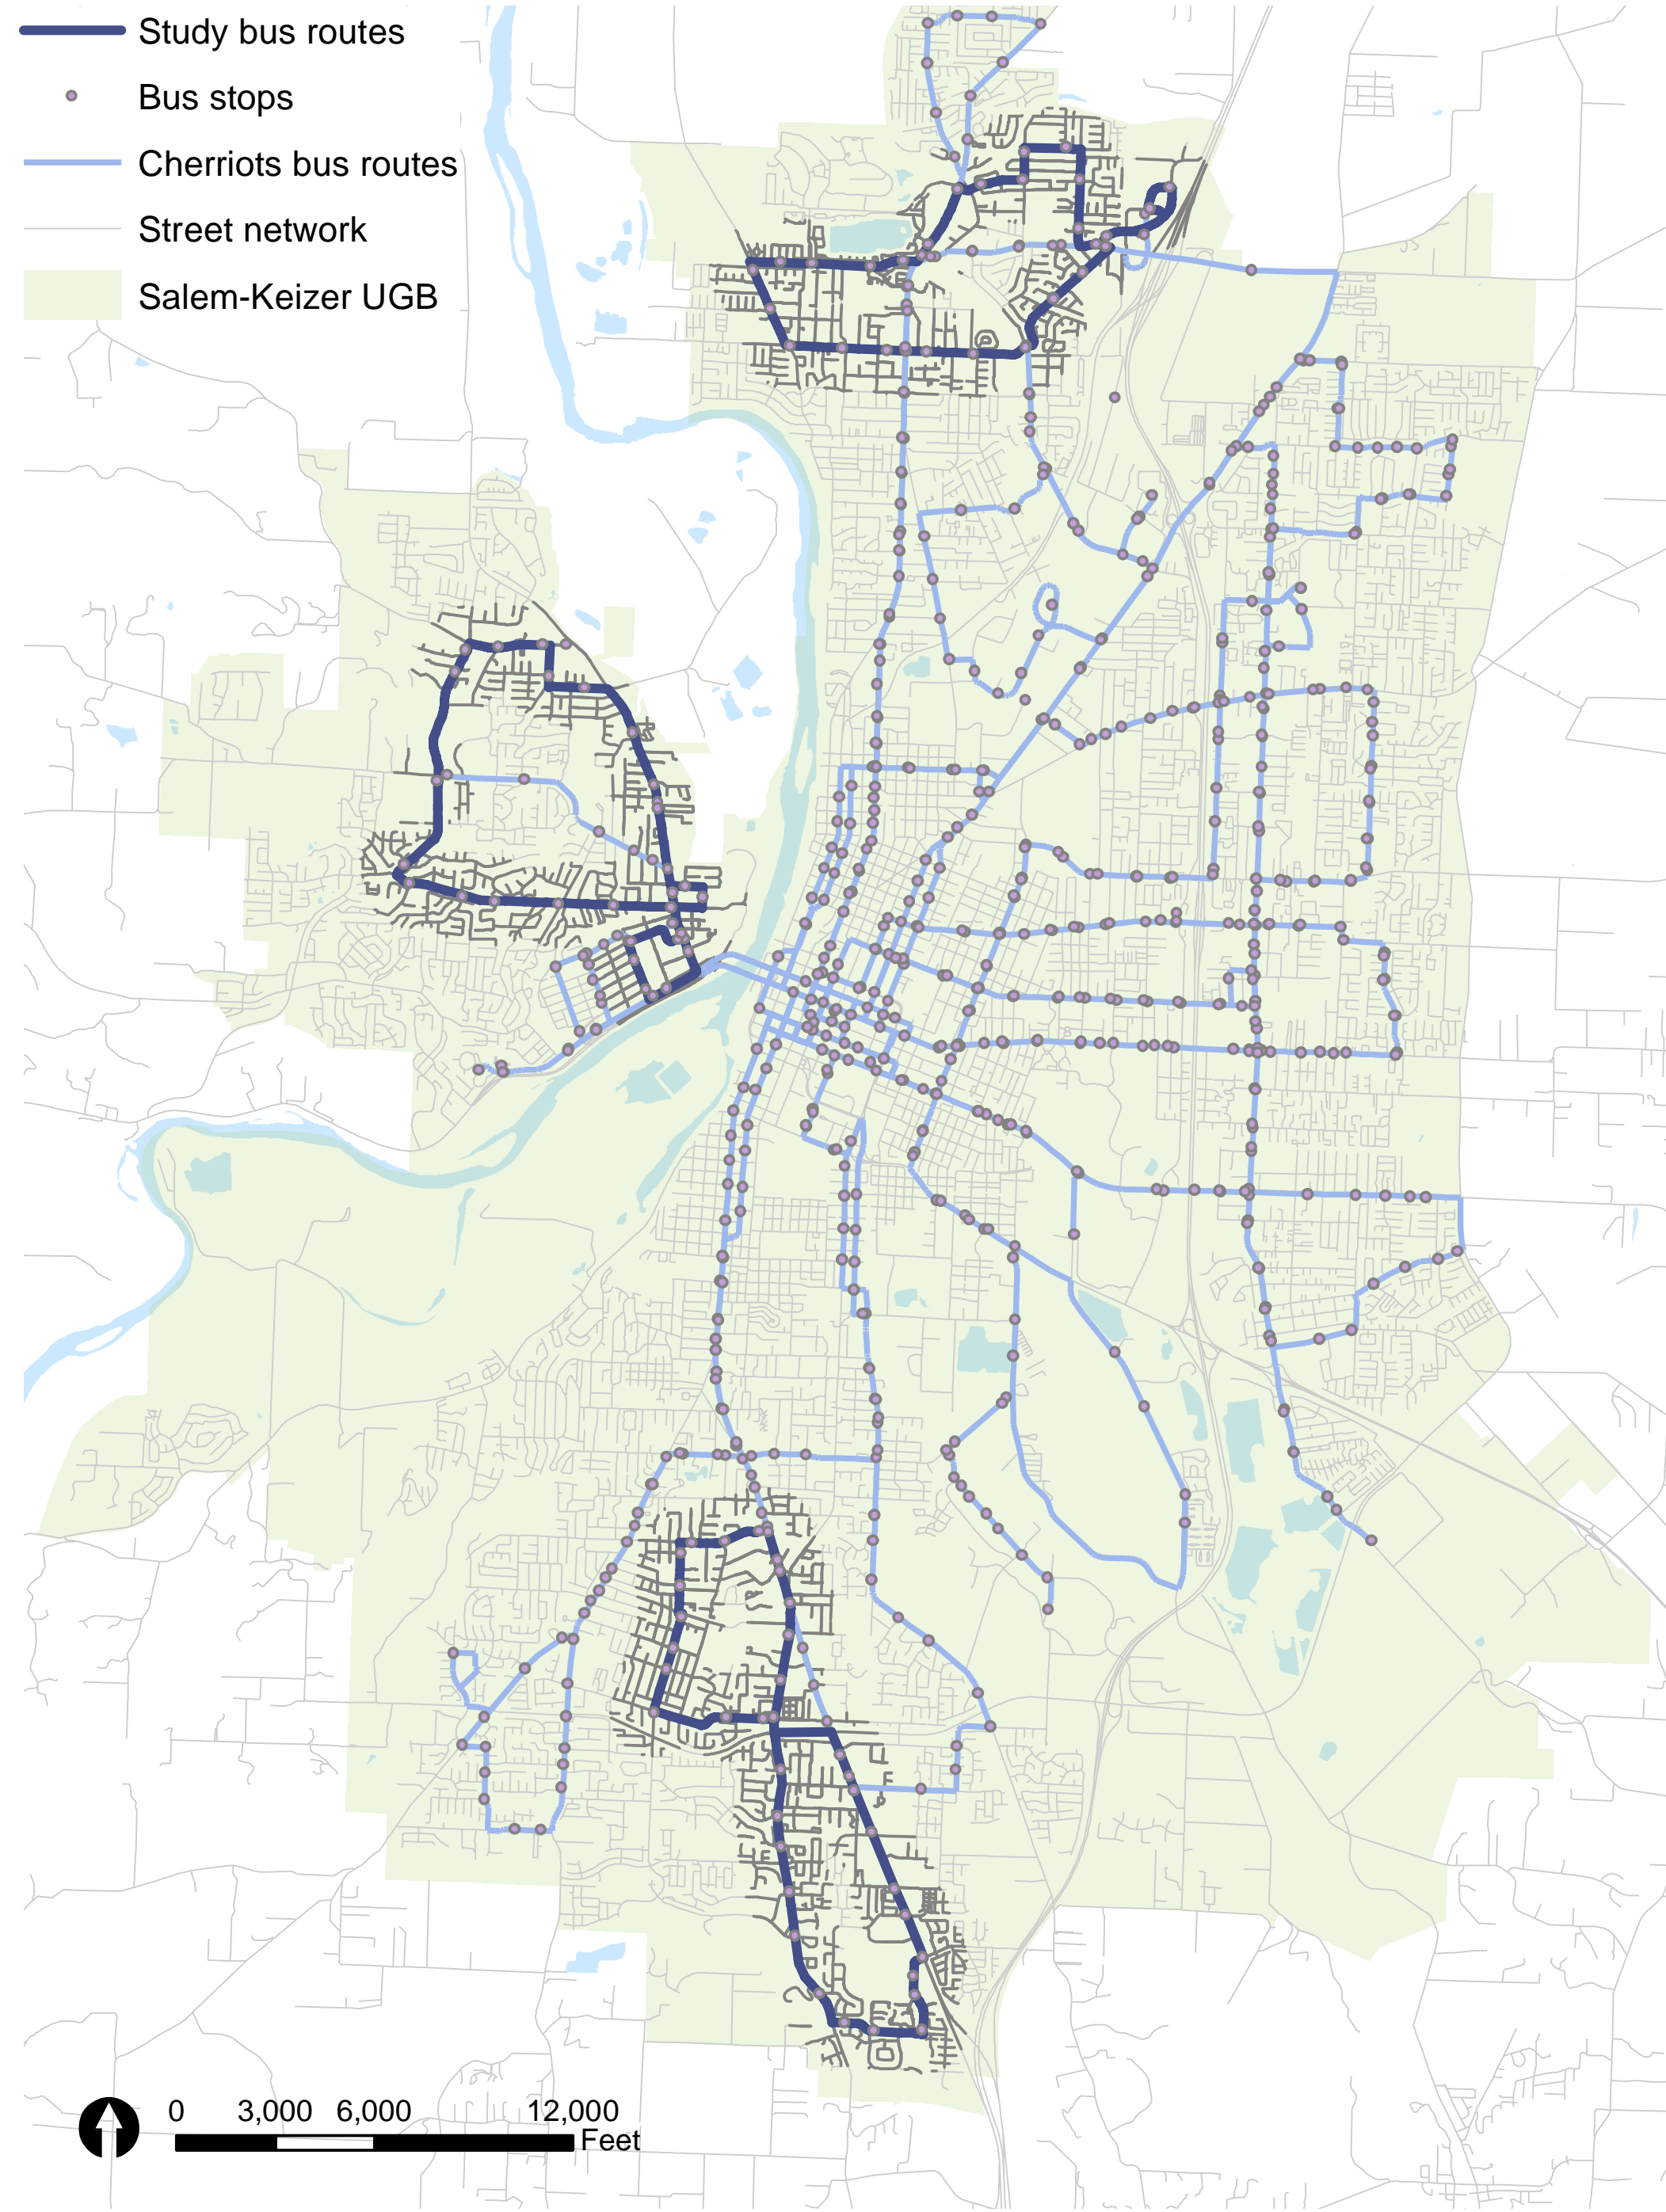 Study bus routes
Bus stops
Cherriots bus routes
Street network
Salem-Keizer UGB
0 3,000 6,000 12,000
Feet